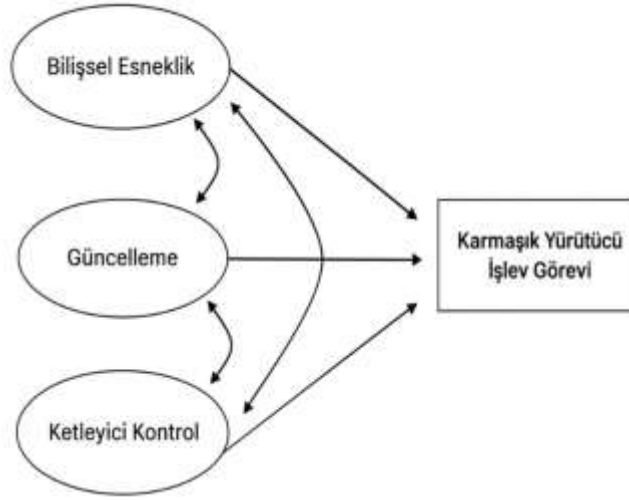 Bilişsel Esneklik
Güncelleme
Ketleyici Kontrol
Karmaşık Yürütücü
İşlev Görevi